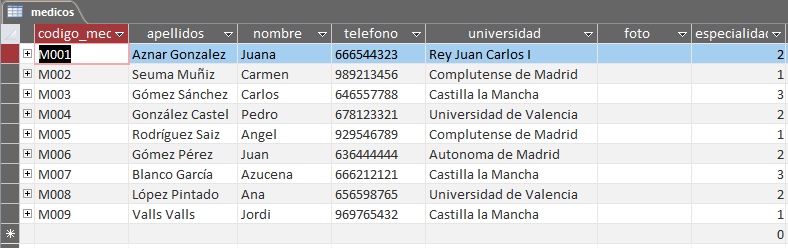 medicos
codigo_mec apellidos nombre telefono universidad foto especialidad
M001 Aznar Gonzalez Juana 666544323 Rey Juan Carlos I 2
M002 Seuma Muñiz Carmen 989213456 Complutense de Madrid 1
M003 Gómez Sánchez Carlos 646557788 Castilla la Mancha 3
M004 González Castel Pedro 678123321 Universidad de Valencia 2
M005 Rodríguez Saiz Angel 929546789 Complutense de Madrid 1
M006 Gómez Pérez Juan 636444444 Autonoma de Madrid 2
M007 Blanco García Azucena 666212121 Castilla la Mancha 3
M008 López Pintado Ana 656598765 Universidad de Valencia 2
M009 Valls Valls Jordi 969765432 Castilla la Mancha 1
0